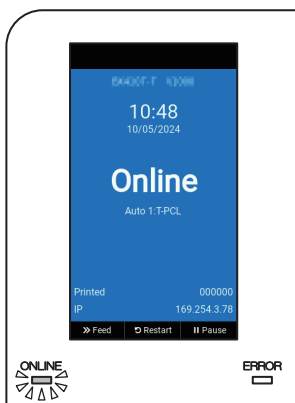 10:48
10/05/2024
Online
Auto 1:T-PCL
Printed 000000
IP 169.254.3.78
Feed Restart Pause
ONLINE ERROR